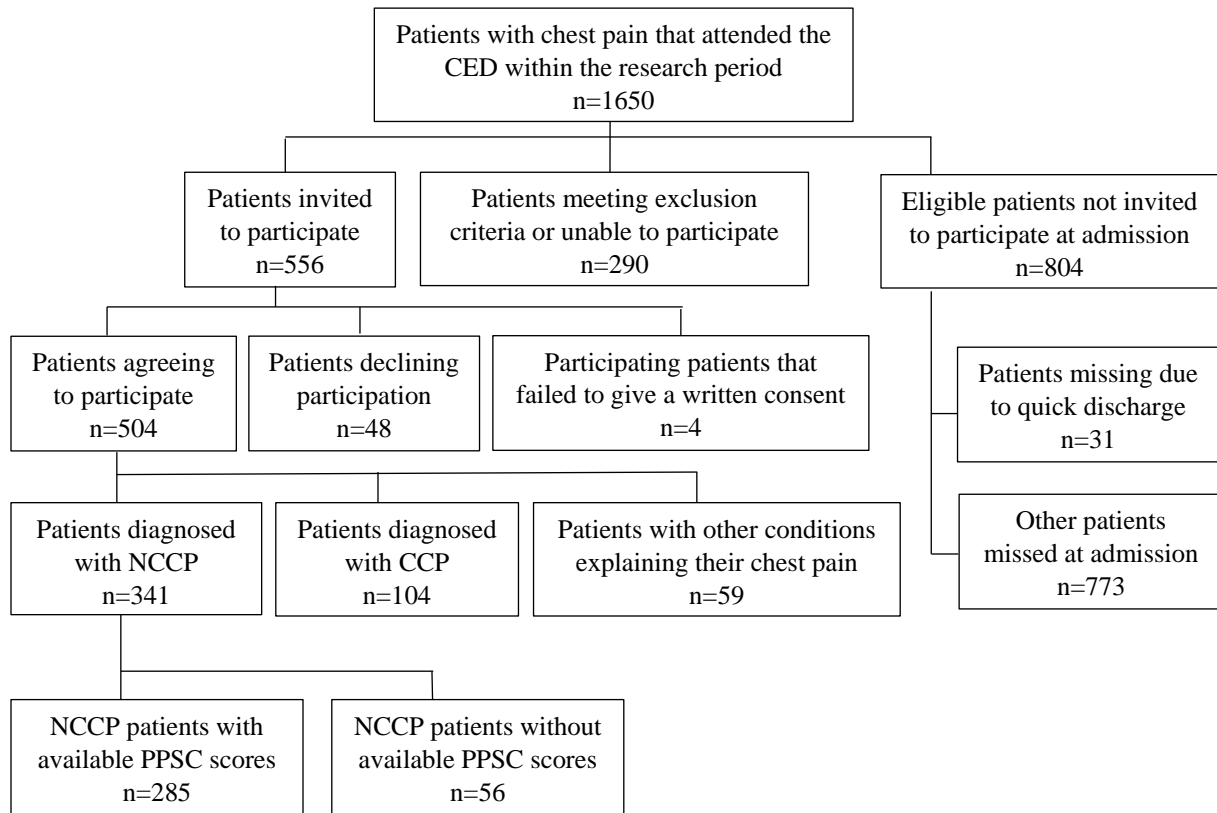 Patients with chest pain that attended the
CED within the research period
n=1650
Patients invited
to participate
n=556
Patients meeting exclusion
criteria or unable to participate
n=290
Eligible patients not invited
to participate at admission
n=804
Patients agreeing
to participate
n=504
Patients declining
participation
n=48
Participating patients that
failed to give a written consent
n=4
Patients missing due
to quick discharge
n=31
Patients diagnosed
with NCCP
n=341
Patients diagnosed
with CCP
n=104
Patients with other conditions
explaining their chest pain
n=59
Other patients
missed at admission
n=773
NCCP patients with
available PPSC scores
n=285
NCCP patients without
available PPSC scores
n=56